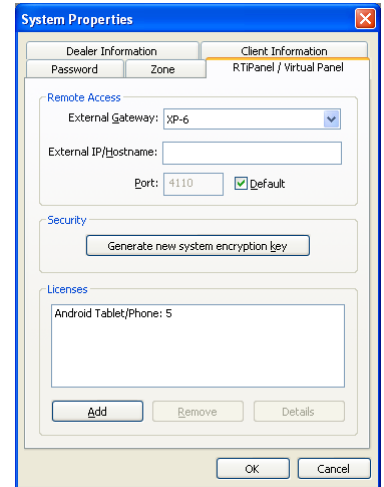 System Properties
Dealer Information Client Information
Password Zone RTiPanel / Virtual Panel
Remote Access
External Gateway: XP-6
External IP/Hostname:
Port: 4110 Default
Security
Generate new system encryption key
Licenses
Android Tablet/Phone: 5
Add Remove Details
OK Cancel